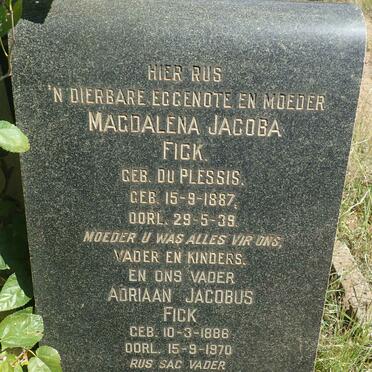 HIER RUS
'N DIERBARE EGGENOTE EN MOEDER
MAGDALENA JACOBA
FICK.
GEB. DU PLESSIS.
GEB. 15-9-1887.
OORL. 29-5-39.
MOEDER U WAS ALLES VIR ONS,
VADER EN KINDERS.
EN ONS VADER
ADRIAAN JACOBUS
FICK
GEB. 10-3-1886
OORL. 15-9-1970
RUS SAG VADER